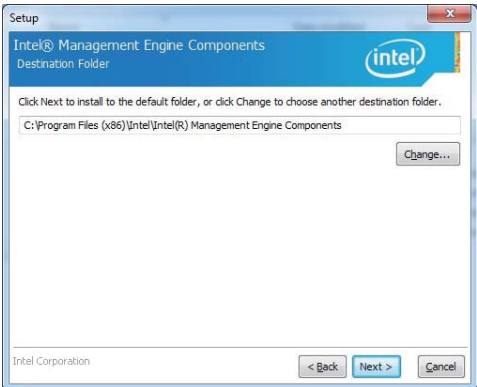 Setup
Intel® Management Engine Components
Destination Folder
intel
Click Next to install to the default folder, or click Change to choose another destination folder.
C:\Program Files (x86)\Intel\Intel(R) Management Engine Components
Change...
Intel Corporation
< Back Next > Cancel